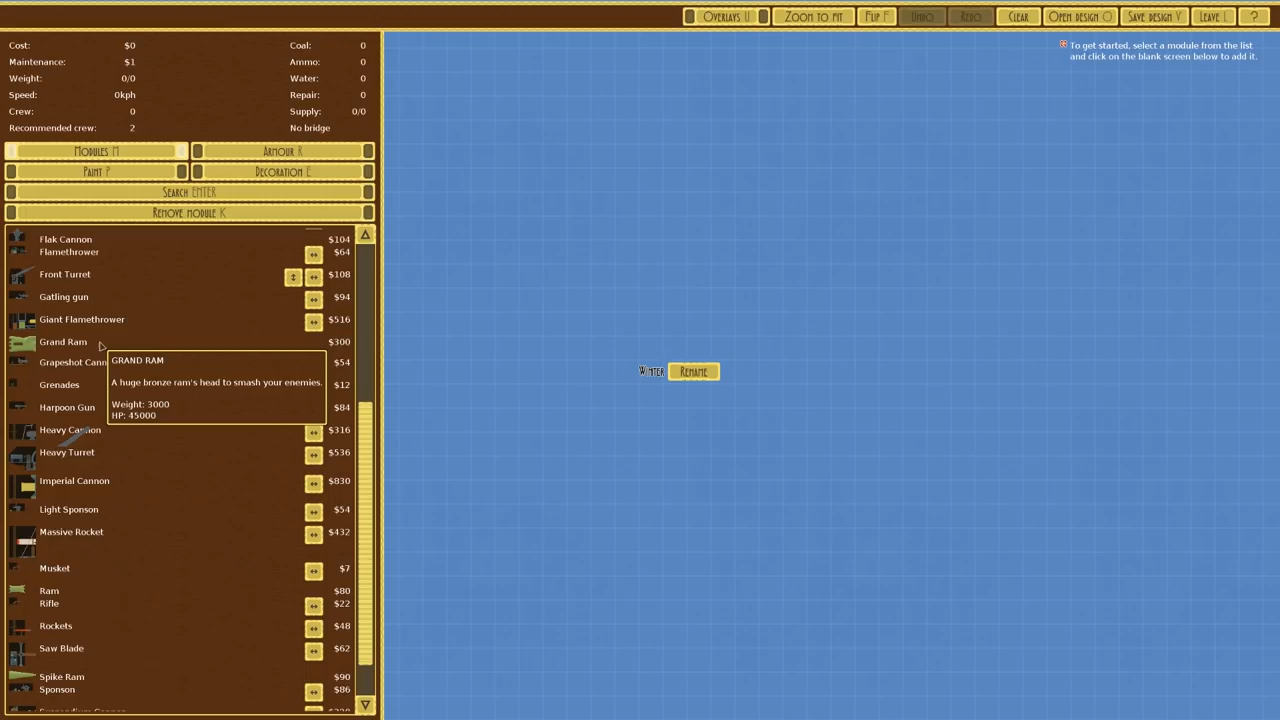 OVERLAYS U
ZOOM TO FIT
FLIP F
UNDO
REDO
CLEAR
OPEN DESIGN O
SAVE DESIGN V
LEAVE L
?
To get started, select a module from the list
and click on the blank screen below to add it.
Cost: $0
Maintenance: $1
Weight: 0/0
Speed: 0kph
Crew: 0
Recommended crew: 2
Coal: 0
Ammo: 0
Water: 0
Repair: 0
Supply: 0/0
No bridge
MODULES M
ARMOUR R
PAINT P
DECORATION E
SEARCH ENTER
REMOVE MODULE K
Flak Cannon $104
Flamethrower $64
Front Turret $108
Gatling gun $94
Giant Flamethrower $516
Grand Ram $300
Grapeshot Cann $54
Grenades $12
Harpoon Gun $84
Heavy Cannon $316
Heavy Turret $536
Imperial Cannon $830
Light Sponson $54
Massive Rocket $432
Musket $7
Ram $80
Rifle $22
Rockets $48
Saw Blade $62
Spike Ram $90
Sponson $86
GRAND RAM
A huge bronze ram's head to smash your enemies.
Weight: 3000
HP: 45000
WINTER
RENAME